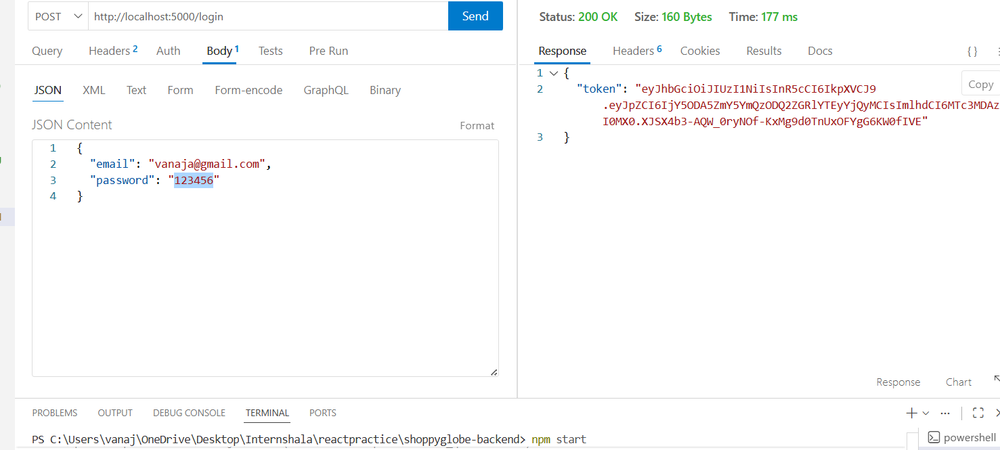 POST http://localhost:5000/login Send
Query Headers 2 Auth Body 1 Tests Pre Run
JSON XML Text Form Form-encode GraphQL Binary
JSON Content Format
1 {
2 "email": "vanaja@gmail.com",
3 "password": "123456"
4 }
Status: 200 OK Size: 160 Bytes Time: 177 ms
Response Headers 6 Cookies Results Docs { }
1 {
Copy
2 "token": "eyJhbGciOiJIUzI1NiIsInR5cCI6IkpXVCJ9
.eyJpZCI6IjY5ODA5ZmY5YmQzODQ2ZGRlYTEyYjQyMCIsImlhdCI6MTc3MDAz
I0MX0.XJSX4b3-AQW_0ryNOf-KxMg9d0TnUxOFYgG6KW0fIVE"
3 }
Response Chart
PROBLEMS OUTPUT DEBUG CONSOLE TERMINAL PORTS
PS C:\Users\vanaj\OneDrive\Desktop\Internshala\reactpractice\shoppyglobe-backend> npm start
powershell